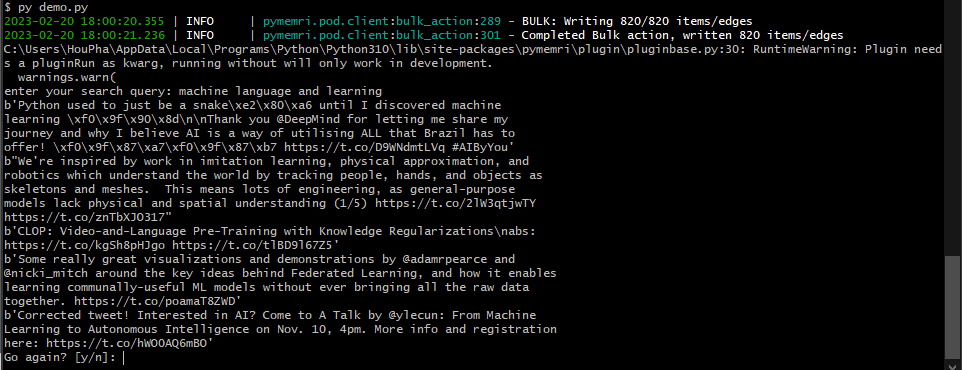 $ py demo.py
2023-02-20 18:00:20.355 | INFO     | pymemri.pod.client:bulk_action:289 - BULK: Writing 820/820 items/edges
2023-02-20 18:00:21.236 | INFO     | pymemri.pod.client:bulk_action:301 - Completed Bulk action, written 820 items/edges
C:\Users\HouPha\AppData\Local\Programs\Python\Python310\lib\site-packages\pymemri\plugin\pluginbase.py:30: RuntimeWarning: Plugin need
s a pluginRun as kwarg, running without will only work in development.
  warnings.warn(
enter your search query: machine language and learning
b'Python used to just be a snake\xe2\x80\xa6 until I discovered machine
learning \xf0\x9f\x90\x8d\n\nThank you @DeepMind for letting me share my
journey and why I believe AI is a way of utilising ALL that Brazil has to
offer! \xf0\x9f\x87\xa7\xf0\x9f\x87\xb7 https://t.co/D9WNdmtLVq #AIByYou'
b"We're inspired by work in imitation learning, physical approximation, and
robotics which understand the world by tracking people, hands, and objects as
skeletons and meshes.  This means lots of engineering, as general-purpose
models lack physical and spatial understanding (1/5) https://t.co/2lW3qtjwTY
https://t.co/znTbXJO317"
b'CLOP: Video-and-Language Pre-Training with Knowledge Regularizations\nabs:
https://t.co/kgSh8pHJgo https://t.co/tlBD9l67Z5'
b'Some really great visualizations and demonstrations by @adamrpearce and
@nicki_mitch around the key ideas behind Federated Learning, and how it enables
learning communally-useful ML models without ever bringing all the raw data
together. https://t.co/poamaT8ZWD'
b'Corrected tweet! Interested in AI? Come to A Talk by @ylecun: From Machine
Learning to Autonomous Intelligence on Nov. 10, 4pm. More info and registration
here: https://t.co/hWOOAQ6mBO'
Go again? [y/n]: